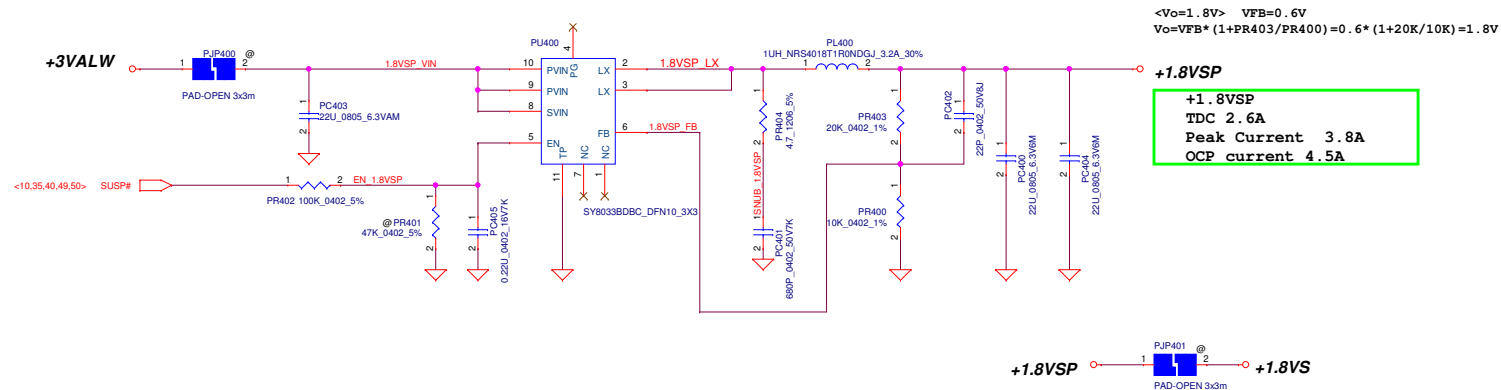 <Vo=1.8V> VFB=0.6V
Vo=VFB*(1+PR403/PR400)=0.6*(1+20K/10K)=1.8V
+3VALW
PJP400
@
1
2
PAD-OPEN 3x3m
1.8VSP_VIN
PC403
22U_0805_6.3VAM
1
2
PU400
4
PG
10
PVIN
9
PVIN
8
SVIN
5
EN
LX
2
LX
3
FB
6
TP
NC
NC
11
7
1
SY8033BDBC_DFN10_3X3
1.8VSP_LX
1.8VSP_FB
PL400
1UH_NRS4018T1R0NDGJ_3.2A_30%
1
2
+1.8VSP
+1.8VSP
TDC 2.6A
Peak Current 3.8A
OCP current 4.5A
PR404
4.7_1206_5%
1
2
SNUB_1.8VSP
PC401
680P_0402_50V7K
1
2
PR403
20K_0402_1%
1
2
PC402
22P_0402_50V8J
1
2
PR400
10K_0402_1%
1
2
PC400
22U_0805_6.3V6M
1
2
PC404
22U_0805_6.3V6M
1
2
<10,35,40,49,50>
SUSP#
1
2
EN_1.8VSP
PR402 100K_0402_5%
@
PR401
47K_0402_5%
1
2
PC405
0.22U_0402_16V7K
1
2
+1.8VSP
PJP401
@
1
2
PAD-OPEN 3x3m
+1.8VS